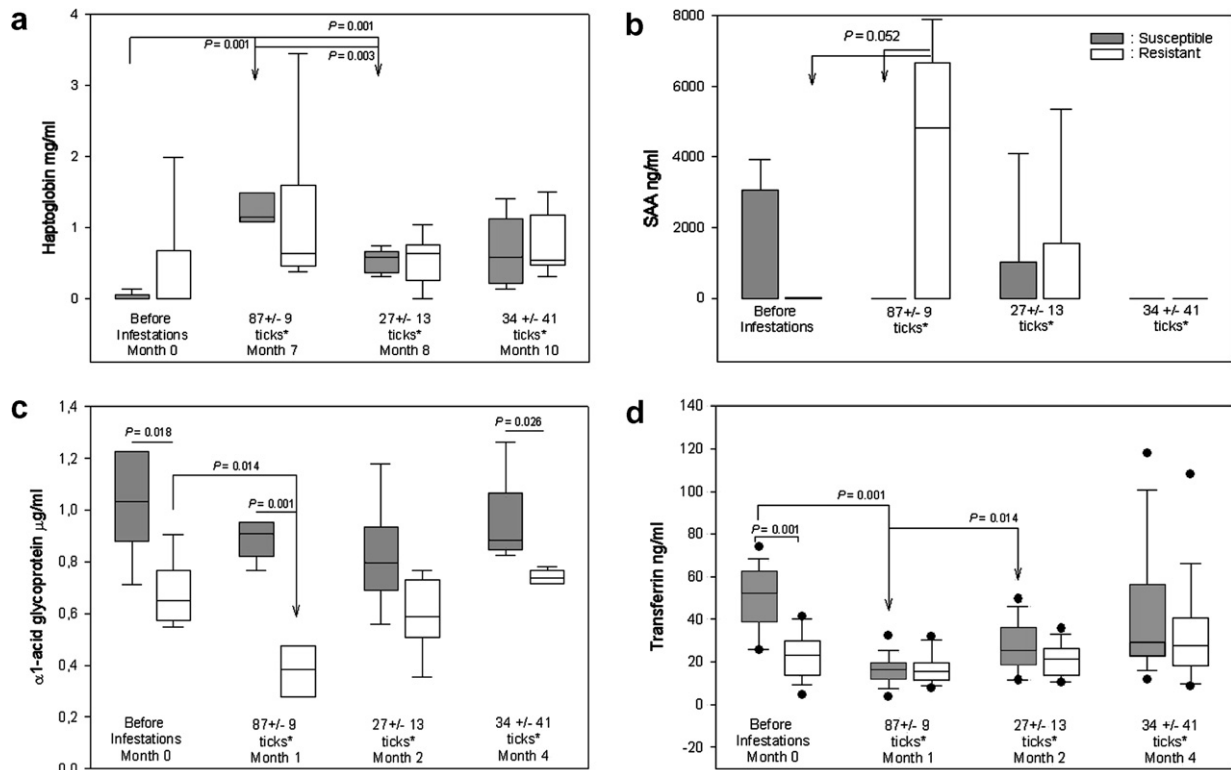 a
4
3
2
1
0
Haptoglobin mg/ml
P = 0.001
P = 0.001
P = 0.003
Before
Infestations
Month 0
87+/- 9
ticks*
Month 7
27+/- 13
ticks*
Month 8
34 +/- 41
ticks*
Month 10
b
8000
6000
4000
2000
0
SAA ng/ml
P = 0.052
: Susceptible
: Resistant
Before
Infestations
87+/- 9
ticks*
27+/- 13
ticks*
34 +/- 41
ticks*
c
1,4
1,2
1,0
0,8
0,6
0,4
0,2
0,0
α1-acid glycoprotein µg/ml
P = 0.018
P = 0.014
P = 0.001
P = 0.026
Before
Infestations
Month 0
87+/- 9
ticks*
Month 1
27+/- 13
ticks*
Month 2
34 +/- 41
ticks*
Month 4
d
140
120
100
80
60
40
20
0
-20
Transferrin ng/ml
P = 0.001
P = 0.001
P = 0.014
Before
Infestations
Month 0
87+/- 9
ticks*
Month 1
27+/- 13
ticks*
Month 2
34 +/- 41
ticks*
Month 4